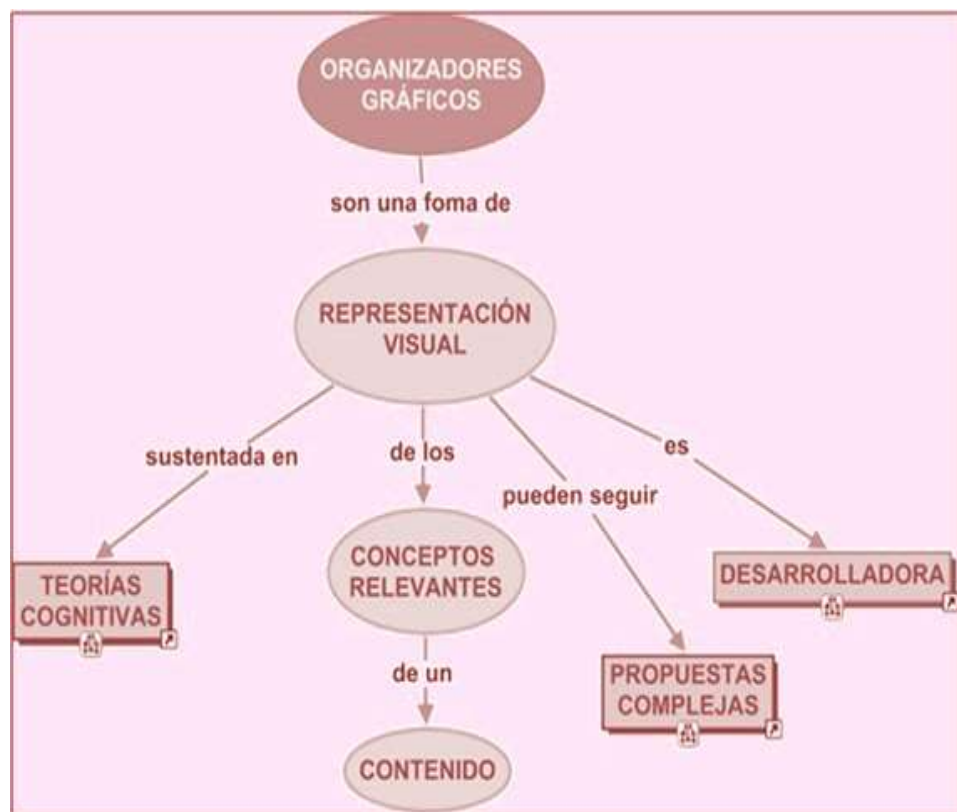 ORGANIZADORES
GRÁFICOS
son una foma de
REPRESENTACIÓN
VISUAL
sustentada en
de los
pueden seguir
es
TEORÍAS
COGNITIVAS
CONCEPTOS
RELEVANTES
DESARROLLADORA
de un
PROPUESTAS
COMPLEJAS
CONTENIDO